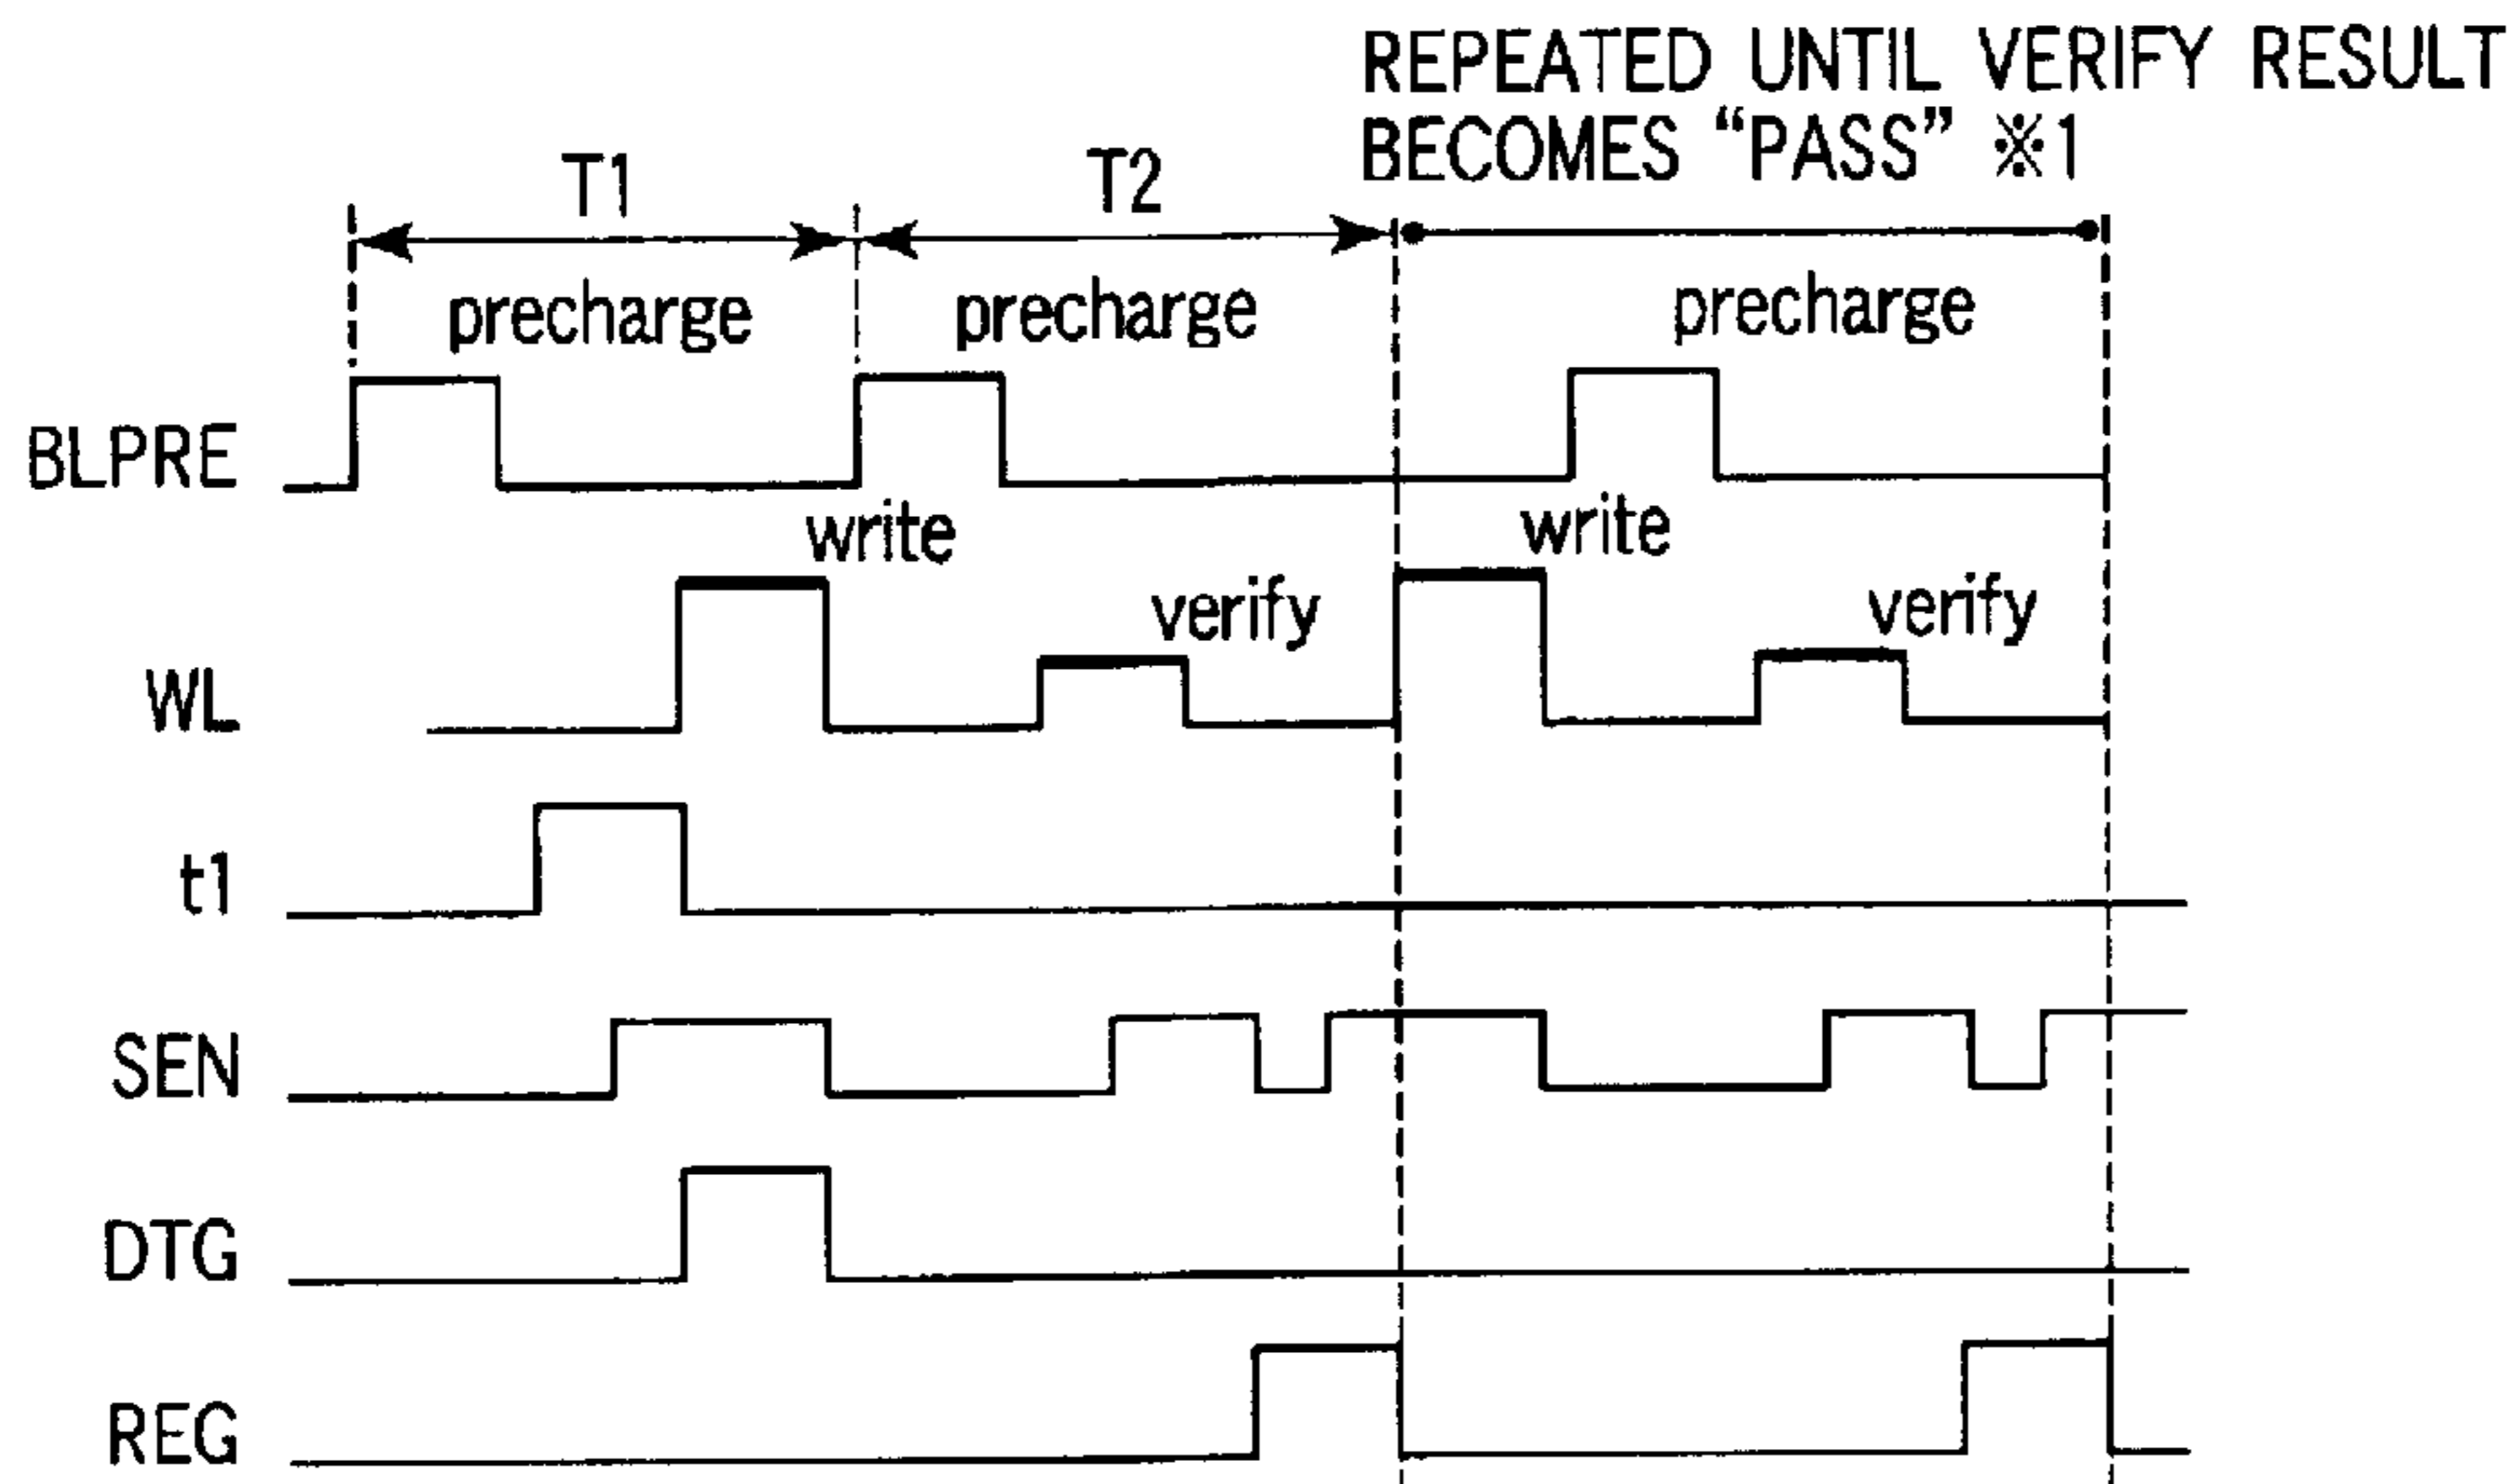 REPEATED UNTIL VERIFY RESULT
BECOMES “PASS” ※1
T1
T2
precharge
precharge
precharge
BLPRE
write
write
verify
verify
WL
t1
SEN
DTG
REG